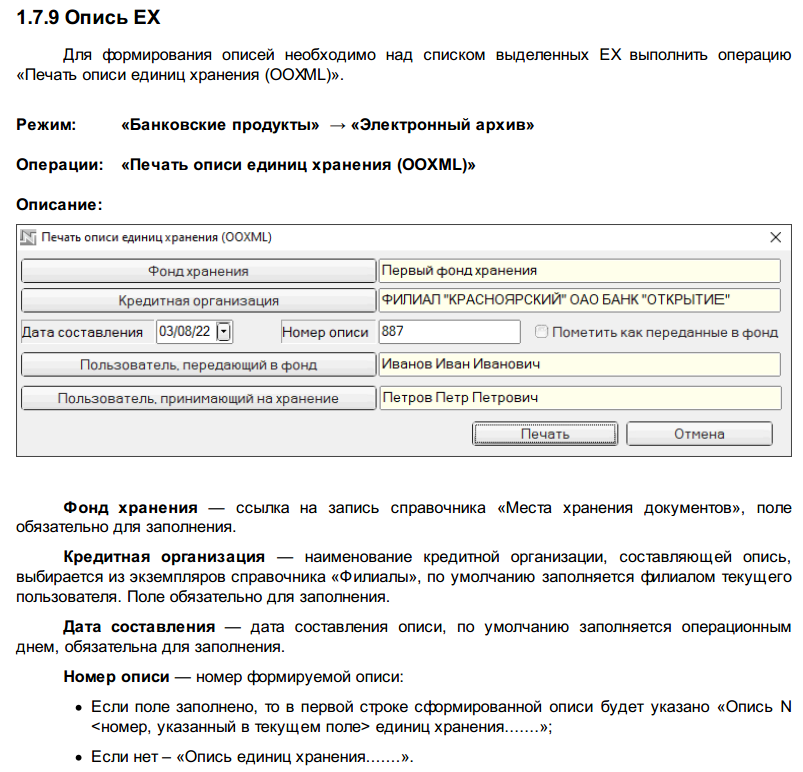 1.7.9 Опись ЕХ
Для формирования описей необходимо над списком выделенных ЕХ выполнить операцию
«Печать описи единиц хранения (OOXML)».
Режим: «Банковские продукты» → «Электронный архив»
Операции: «Печать описи единиц хранения (OOXML)»
Описание:
Печать описи единиц хранения (OOXML)
Фонд хранения Первый фонд хранения
Кредитная организация ФИЛИАЛ "КРАСНОЯРСКИЙ" ОАО БАНК "ОТКРЫТИЕ"
Дата составления 03/08/22 Номер описи 887 Пометить как переданные в фонд
Пользователь, передающий в фонд Иванов Иван Иванович
Пользователь, принимающий на хранение Петров Петр Петрович
Печать Отмена
Фонд хранения — ссылка на запись справочника «Места хранения документов», поле
обязательно для заполнения.
Кредитная организация — наименование кредитной организации, составляющей опись,
выбирается из экземпляров справочника «Филиалы», по умолчанию заполняется филиалом текущего
пользователя. Поле обязательно для заполнения.
Дата составления — дата составления описи, по умолчанию заполняется операционным
днем, обязательна для заполнения.
Номер описи — номер формируемой описи:
• Если поле заполнено, то в первой строке сформированной описи будет указано «Опись N
<номер, указанный в текущем поле> единиц хранения.......»;
• Если нет – «Опись единиц хранения.......».